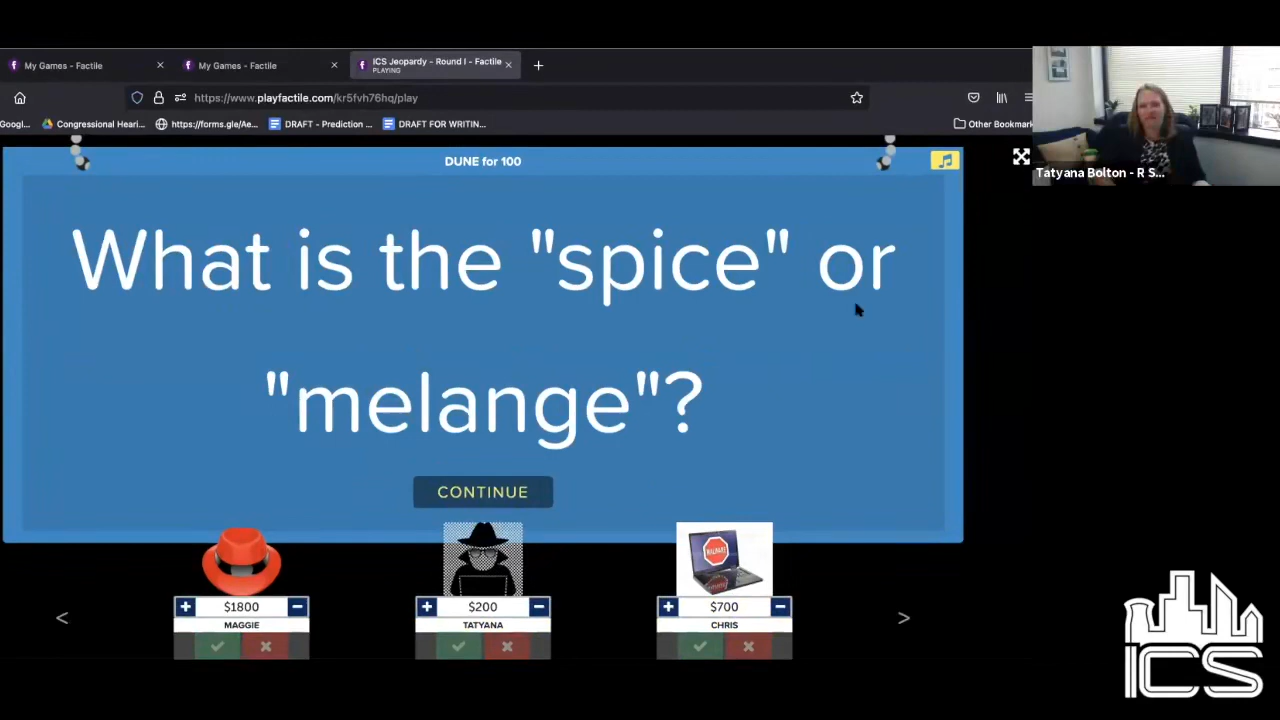 My Games - Factile
My Games - Factile
ICS Jeopardy - Round I - Factile
PLAYING
https://www.playfactile.com/kr5fvh76hq/play
Googl...
Congressional Heari...
https://forms.gle/Ae...
DRAFT - Prediction ...
DRAFT FOR WRITIN...
Other Bookmark
DUNE for 100
Tatyana Bolton - R S...
What is the "spice" or
"melange"?
CONTINUE
MALWARE
$1800
$200
$700
MAGGIE
TATYANA
CHRIS
ICS